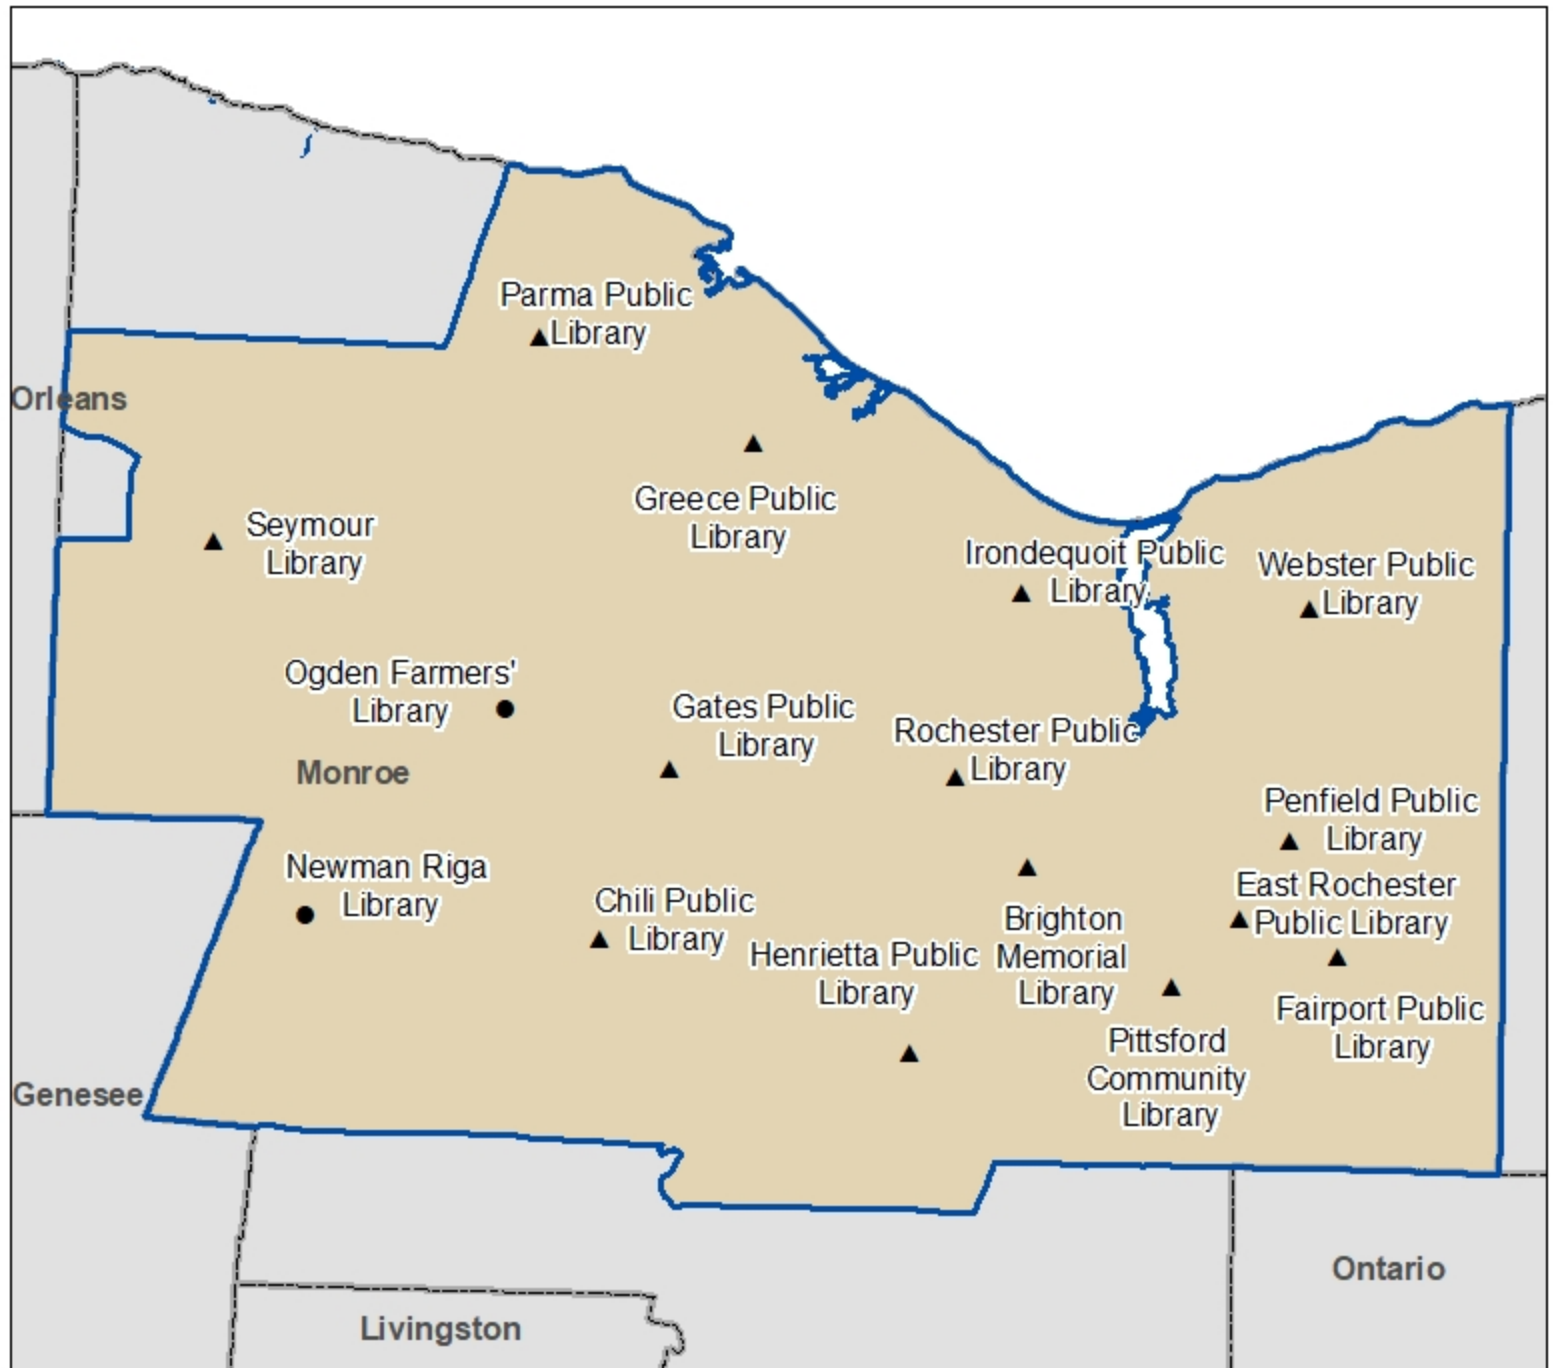 Parma Public
Library
Orleans
Greece Public
Library
Seymour
Library
Irondequoit Public
Library
Webster Public
Library
Ogden Farmers'
Library
Gates Public
Library
Rochester Public
Library
Monroe
Penfield Public
Library
Newman Riga
Library
East Rochester
Public Library
Chili Public
Library
Brighton
Memorial
Library
Henrietta Public
Library
Fairport Public
Library
Pittsford
Community
Library
Genesee
Ontario
Livingston